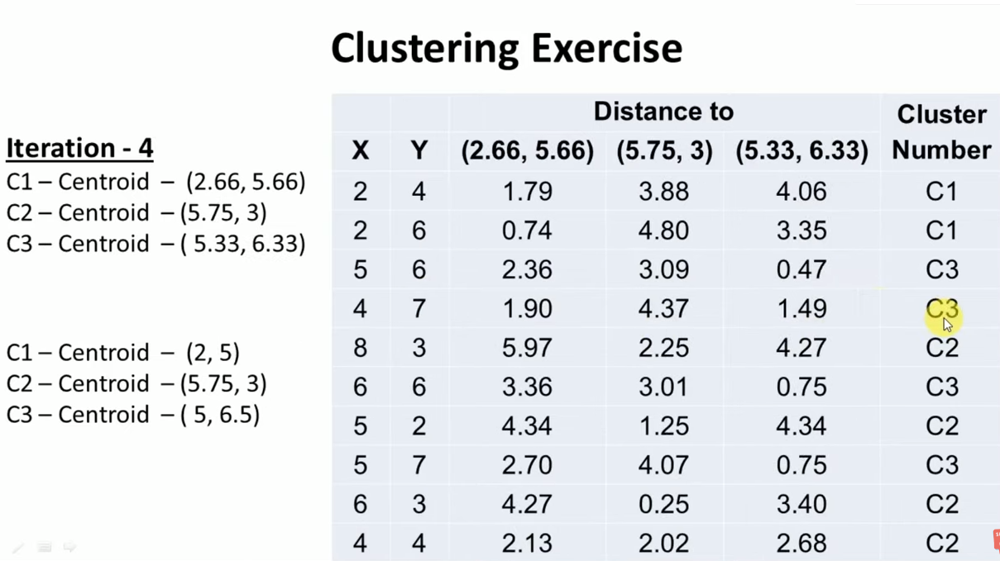 Clustering Exercise
Iteration - 4
C1 – Centroid – (2.66, 5.66)
C2 – Centroid – (5.75, 3)
C3 – Centroid – ( 5.33, 6.33)
C1 – Centroid – (2, 5)
C2 – Centroid – (5.75, 3)
C3 – Centroid – ( 5, 6.5)
Distance to Cluster
X Y (2.66, 5.66) (5.75, 3) (5.33, 6.33) Number
2 4 1.79 3.88 4.06 C1
2 6 0.74 4.80 3.35 C1
5 6 2.36 3.09 0.47 C3
4 7 1.90 4.37 1.49 C3
8 3 5.97 2.25 4.27 C2
6 6 3.36 3.01 0.75 C3
5 2 4.34 1.25 4.34 C2
5 7 2.70 4.07 0.75 C3
6 3 4.27 0.25 3.40 C2
4 4 2.13 2.02 2.68 C2